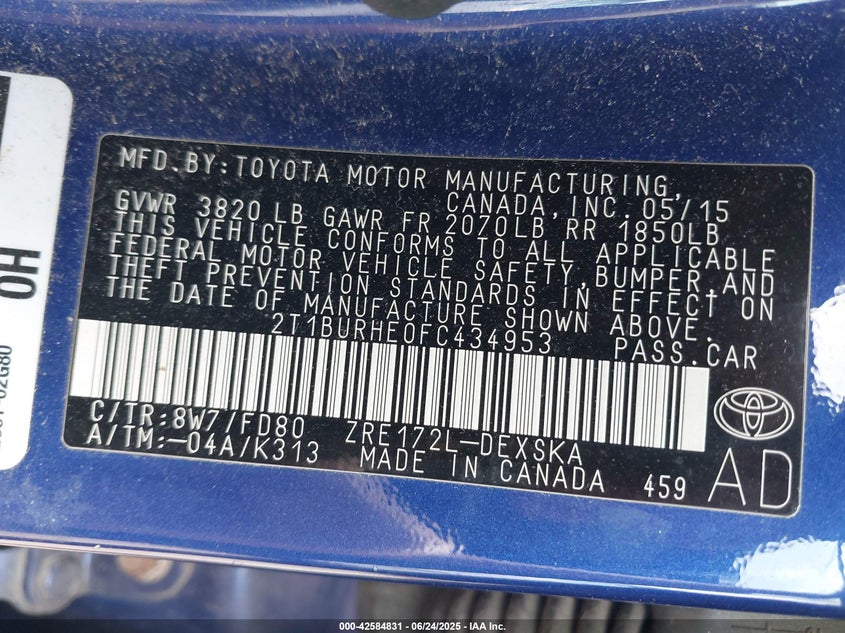 MFD.BY:TOYOTA MOTOR MANUFACTURING,
CANADA, INC. 05/15
GVWR 3820 LB GAWR FR 2070LB RR 1850LB
THIS VEHICLE CONFORMS TO ALL APPLICABLE
FEDERAL MOTOR VEHICLE SAFETY, BUMPER, AND
THEFT PREVENTION STANDARDS IN EFFECT ON
THE DATE OF MANUFACTURE SHOWN ABOVE.
2T1BURHE0FC434953 PASS.CAR
C/TR:8W7/FD80 ZRE172L-DEXSKA
A/TM:-04A/K313 MADE IN CANADA 459
AD
HO
02G80
000-42584831 - 06/24/2025 - IAA Inc.